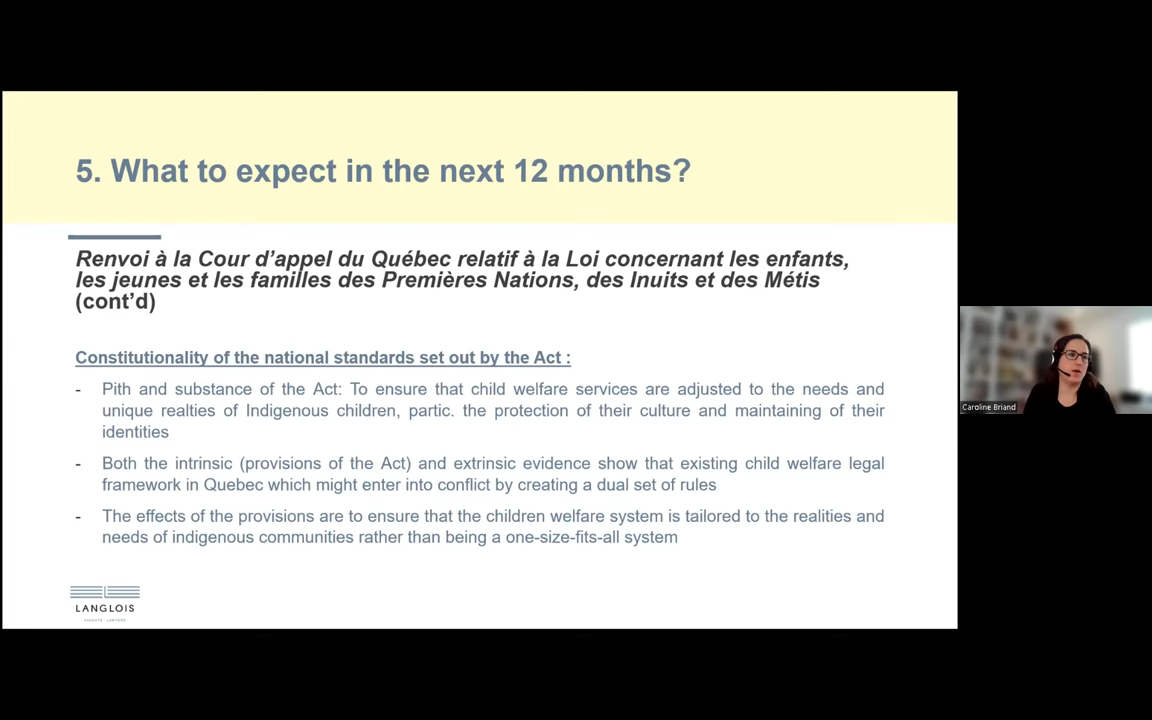 5. What to expect in the next 12 months?
Renvoi à la Cour d’appel du Québec relatif à la Loi concernant les enfants,
les jeunes et les familles des Premières Nations, des Inuits et des Métis
(cont’d)
Constitutionality of the national standards set out by the Act :
- Pith and substance of the Act: To ensure that child welfare services are adjusted to the needs and
unique realties of Indigenous children, partic. the protection of their culture and maintaining of their
identities
- Both the intrinsic (provisions of the Act) and extrinsic evidence show that existing child welfare legal
framework in Quebec which might enter into conflict by creating a dual set of rules
- The effects of the provisions are to ensure that the children welfare system is tailored to the realities and
needs of indigenous communities rather than being a one-size-fits-all system
Caroline Briand
LANGLOIS